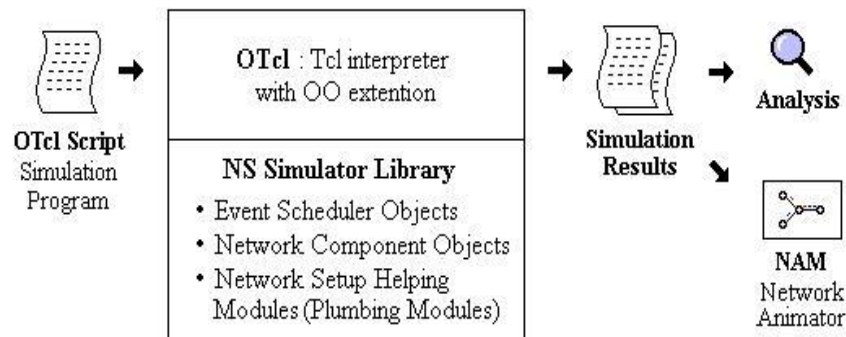 OTcl Script
Simulation
Program
OTcl : Tcl interpreter
with OO extention
NS Simulator Library
• Event Scheduler Objects
• Network Component Objects
• Network Setup Helping
Modules (Plumbing Modules)
Simulation
Results
Analysis
NAM
Network
Animator